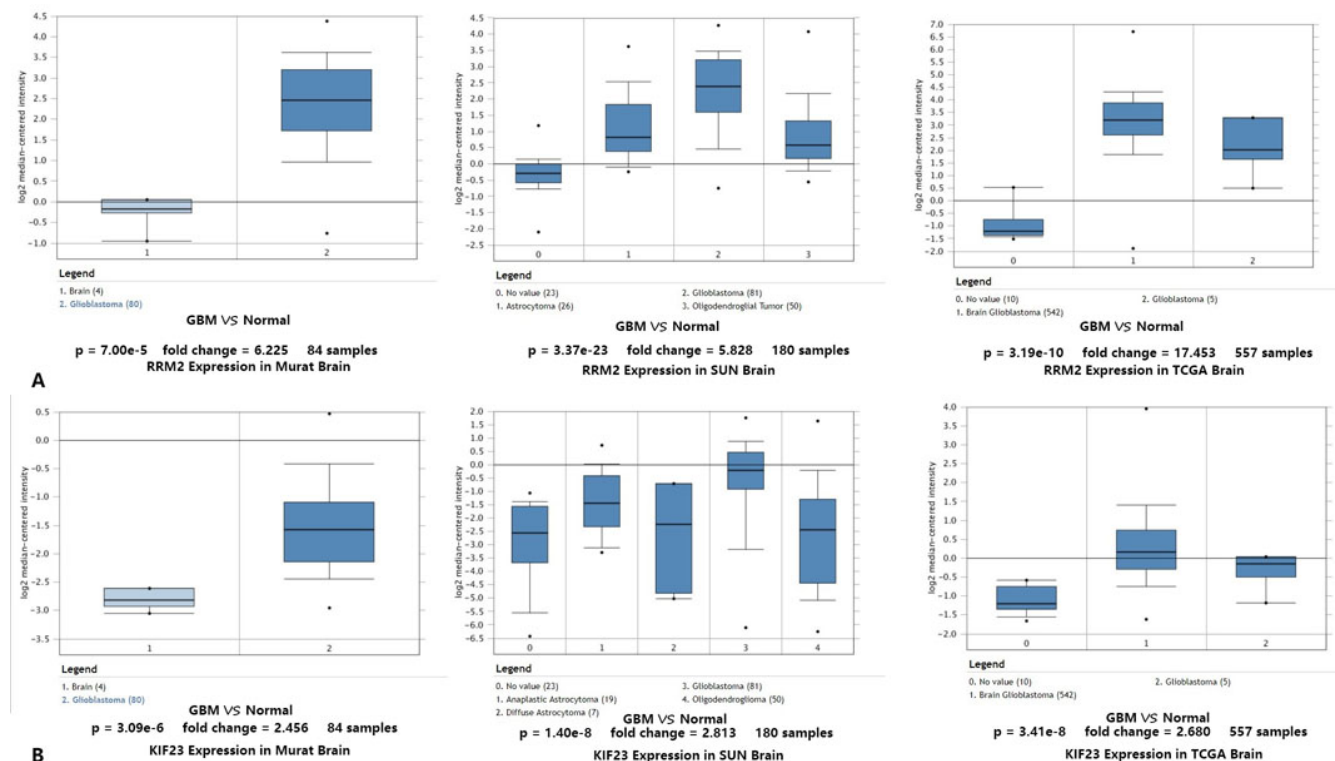 log2 median-centered intensity
4.5
4.0
3.5
3.0
2.5
2.0
1.5
1.0
0.5
0.0
-0.5
-1.0
1 2
Legend
1. Brain (4)
2. Glioblastoma (80)
GBM VS Normal
p = 7.00e-5 fold change = 6.225 84 samples
RRM2 Expression in Murat Brain
log2 median-centered intensity
4.5
4.0
3.5
3.0
2.5
2.0
1.5
1.0
0.5
0.0
-0.5
-1.0
-1.5
-2.0
-2.5
0 1 2 3
Legend
0. No value (23) 2. Glioblastoma (81)
1. Astrocytoma (26) 3. Oligodendroglial Tumor (50)
GBM VS Normal
p = 3.37e-23 fold change = 5.828 180 samples
RRM2 Expression in SUN Brain
log2 median-centered intensity
7.0
6.5
6.0
5.5
5.0
4.5
4.0
3.5
3.0
2.5
2.0
1.5
1.0
0.5
0.0
-0.5
-1.0
-1.5
-2.0
0 1 2
Legend
0. No value (10) 2. Glioblastoma (5)
1. Brain Glioblastoma (542)
GBM VS Normal
p = 3.19e-10 fold change = 17.453 557 samples
RRM2 Expression in TCGA Brain
A
log2 median-centered intensity
0.5
0.0
-0.5
-1.0
-1.5
-2.0
-2.5
-3.0
-3.5
1 2
Legend
1. Brain (4)
2. Glioblastoma (80)
GBM VS Normal
p = 3.09e-6 fold change = 2.456 84 samples
KIF23 Expression in Murat Brain
log2 median-centered intensity
2.0
1.5
1.0
0.5
0.0
-0.5
-1.0
-1.5
-2.0
-2.5
-3.0
-3.5
-4.0
-4.5
-5.0
-5.5
-6.0
-6.5
0 1 2 3 4
Legend
0. No value (23) 3. Glioblastoma (81)
1. Anaplastic Astrocytoma (19) 4. Oligodendroglioma (50)
2. Diffuse Astrocytoma (7)
GBM VS Normal
p = 1.40e-8 fold change = 2.813 180 samples
KIF23 Expression in SUN Brain
log2 median-centered intensity
4.0
3.5
3.0
2.5
2.0
1.5
1.0
0.5
0.0
-0.5
-1.0
-1.5
-2.0
0 1 2
Legend
0. No value (10) 2. Glioblastoma (5)
1. Brain Glioblastoma (542)
GBM VS Normal
p = 3.41e-8 fold change = 2.680 557 samples
KIF23 Expression in TCGA Brain
B